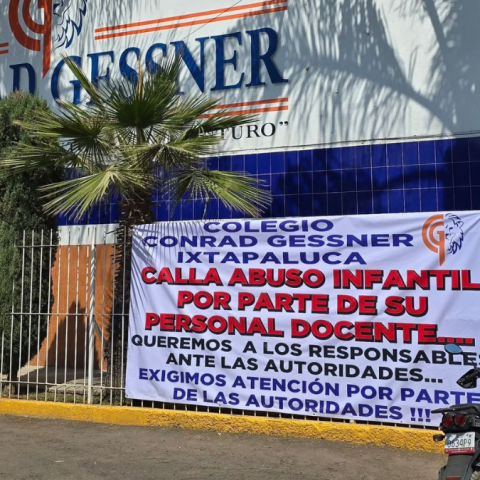 D GESSNER
TURO”
COLEGIO
CONRAD GESSNER
IXTAPALUCA
CALLA ABUSO INFANTIL
POR PARTE DE SU
PERSONAL DOCENTE....
QUEREMOS A LOS RESPONSABLES
ANTE LAS AUTORIDADES...
EXIGIMOS ATENCIÓN POR PARTE
DE LAS AUTORIDADES !!!